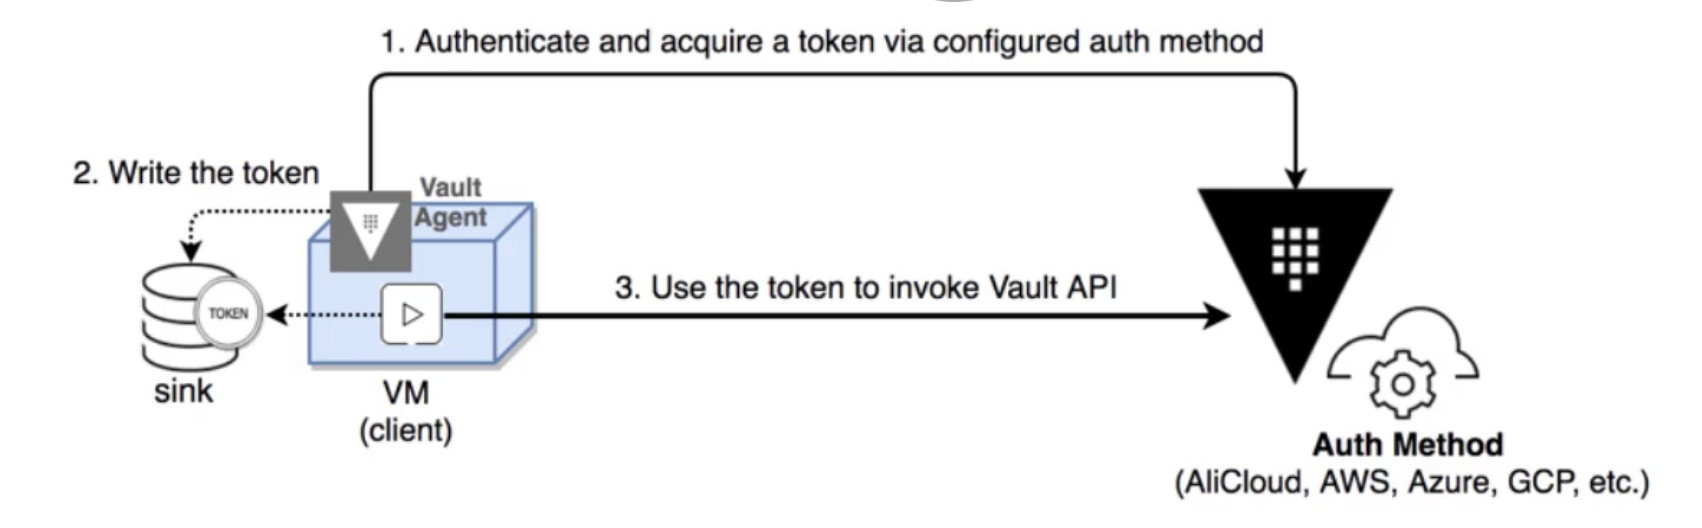 1. Authenticate and acquire a token via configured auth method
2. Write the token
Vault
Agent
3. Use the token to invoke Vault API
TOKEN
sink
VM
(client)
Auth Method
(AliCloud, AWS, Azure, GCP, etc.)